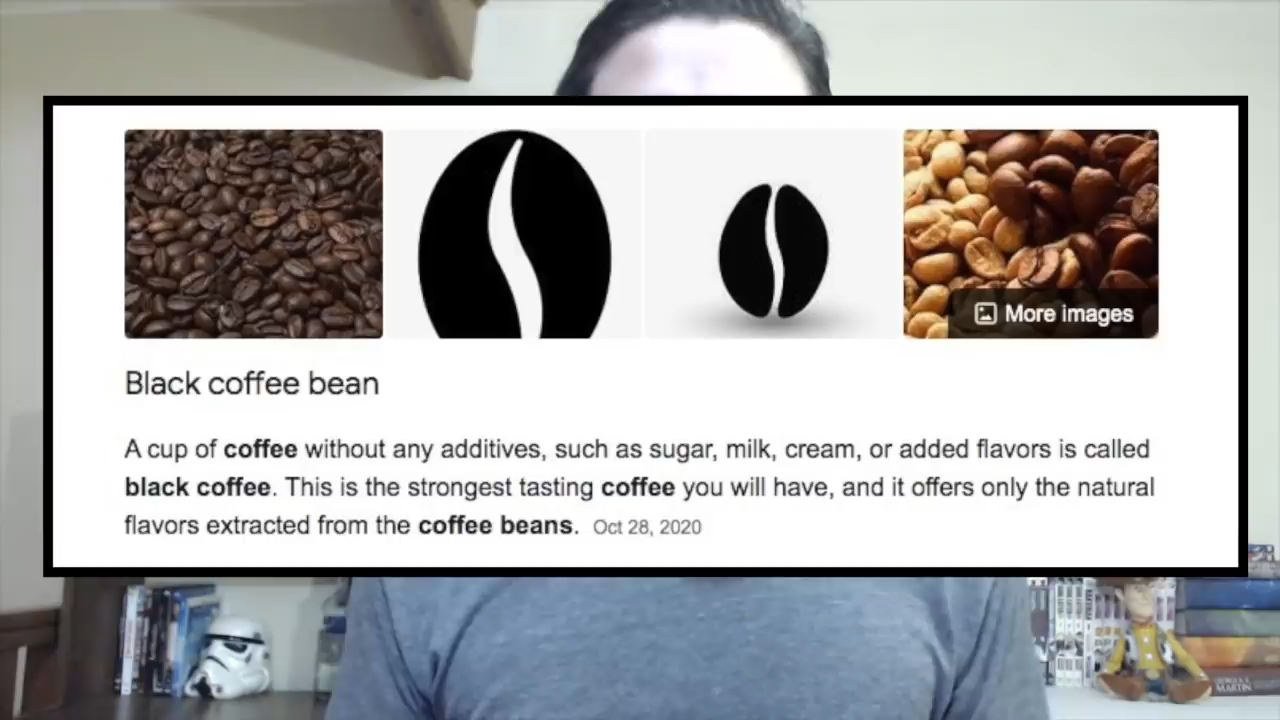 More images
Black coffee bean
A cup of coffee without any additives, such as sugar, milk, cream, or added flavors is called
black coffee. This is the strongest tasting coffee you will have, and it offers only the natural
flavors extracted from the coffee beans. Oct 28, 2020
MARTIN